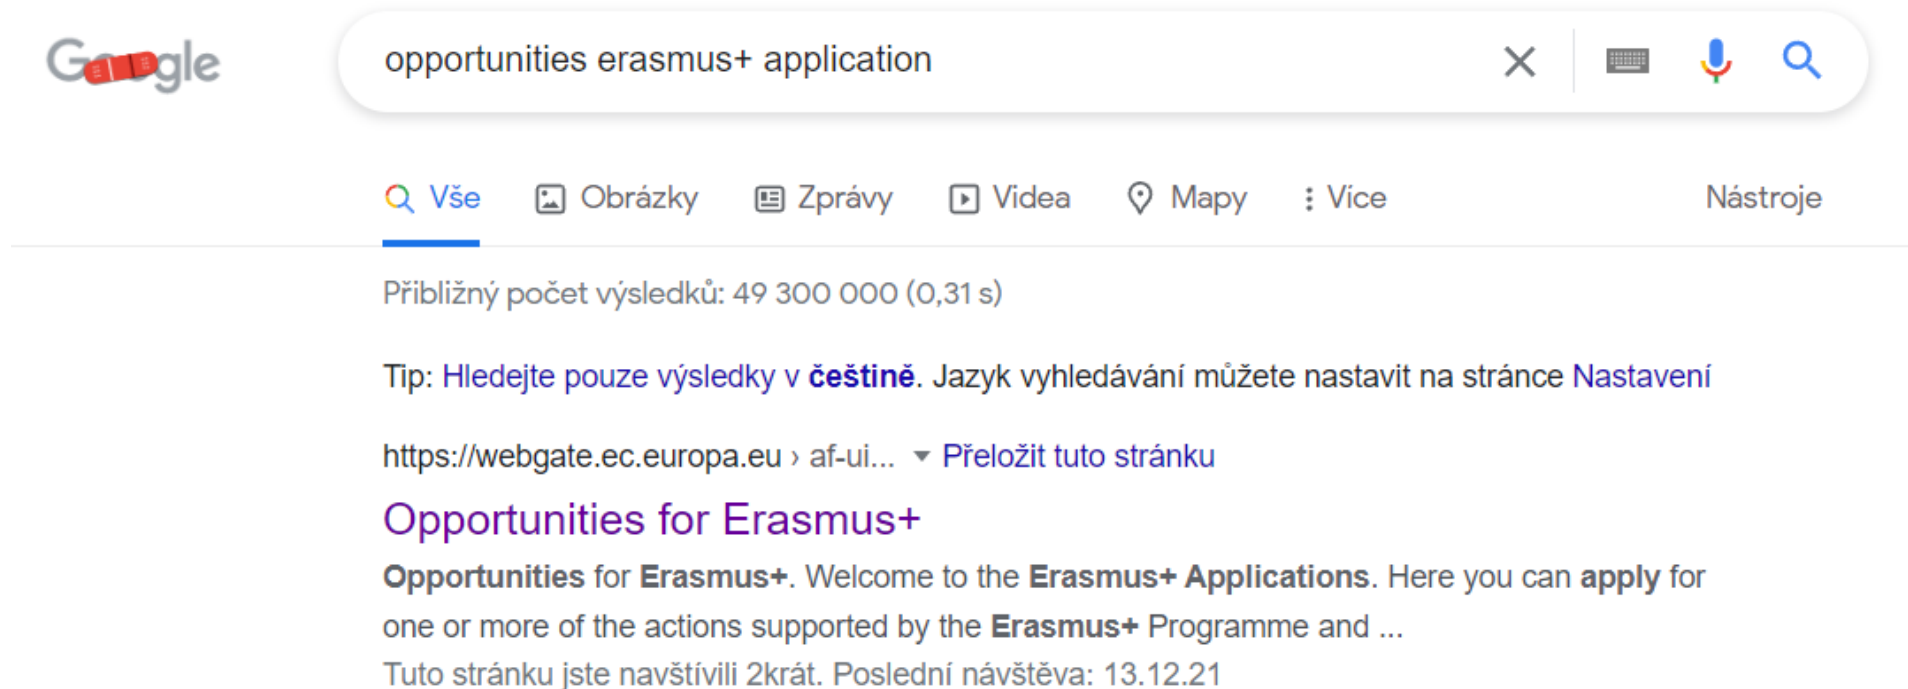 Google
opportunities erasmus+ application
Vše Obrázky Zprávy Videa Mapy Více Nástroje
Přibližný počet výsledků: 49 300 000 (0,31 s)
Tip: Hledejte pouze výsledky v češtině. Jazyk vyhledávání můžete nastavit na stránce Nastavení
https://webgate.ec.europa.eu › af-ui... Přeložit tuto stránku
Opportunities for Erasmus+
Opportunities for Erasmus+. Welcome to the Erasmus+ Applications. Here you can apply for
one or more of the actions supported by the Erasmus+ Programme and ...
Tuto stránku jste navštívili 2krát. Poslední návštěva: 13.12.21